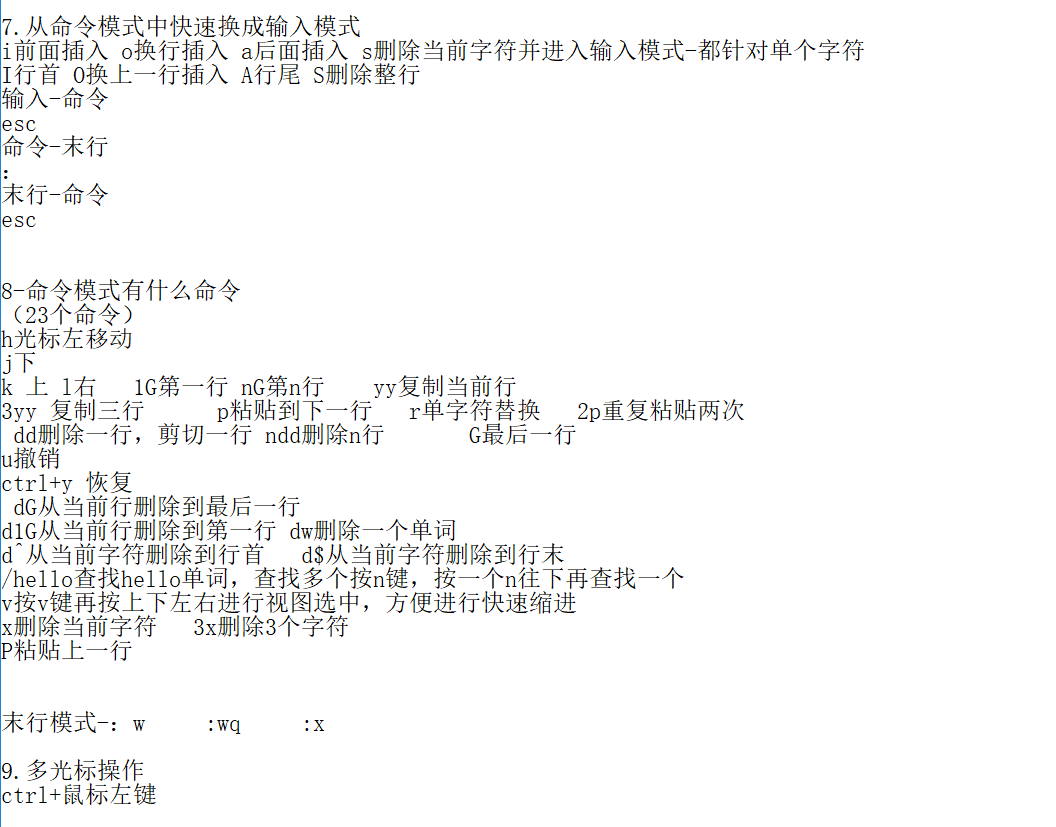 7.从命令模式中快速换成输入模式
i前面插入 o换行插入 a后面插入 s删除当前字符并进入输入模式-都针对单个字符
I行首 O换上一行插入 A行尾 S删除整行
输入-命令
esc
命令-末行
：
末行-命令
esc
8-命令模式有什么命令
（23个命令）
h光标左移动
j下
k 上 l右   1G第一行 nG第n行    yy复制当前行
3yy 复制三行      p粘贴到下一行   r单字符替换   2p重复粘贴两次
 dd删除一行，剪切一行 ndd删除n行       G最后一行
u撤销
ctrl+y 恢复
 dG从当前行删除到最后一行
d1G从当前行删除到第一行 dw删除一个单词
d^从当前字符删除到行首   d$从当前字符删除到行末
/hello查找hello单词，查找多个按n键，按一个n往下再查找一个
v按v键再按上下左右进行视图选中，方便进行快速缩进
x删除当前字符   3x删除3个字符
P粘贴上一行
末行模式-：w     :wq     :x
9.多光标操作
ctrl+鼠标左键